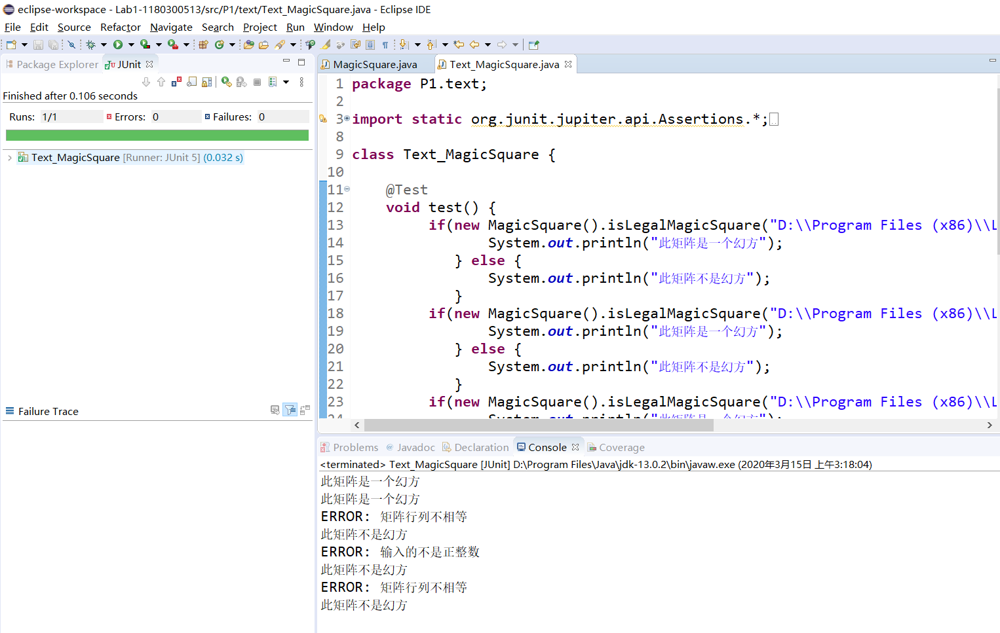 eclipse-workspace - Lab1-1180300513/src/P1/text/Text_MagicSquare.java - Eclipse IDE
File Edit Source Refactor Navigate Search Project Run Window Help
Package Explorer JUnit
Finished after 0.106 seconds
Runs: 1/1 Errors: 0 Failures: 0
Text_MagicSquare [Runner: JUnit 5] (0.032 s)
Failure Trace
MagicSquare.java Text_MagicSquare.java
1 package P1.text;
2
3 import static org.junit.jupiter.api.Assertions.*;
8
9 class Text_MagicSquare {
10
11 @Test
12 void test() {
13 if(new MagicSquare().isLegalMagicSquare("D:\\Program Files (x86)\\L
14 System.out.println("此矩阵是一个幻方");
15 } else {
16 System.out.println("此矩阵不是幻方");
17 }
18 if(new MagicSquare().isLegalMagicSquare("D:\\Program Files (x86)\\L
19 System.out.println("此矩阵是一个幻方");
20 } else {
21 System.out.println("此矩阵不是幻方");
22 }
23 if(new MagicSquare().isLegalMagicSquare("D:\\Program Files (x86)\\L
24 System.out.println("此矩阵是一个幻方");
Problems Javadoc Declaration Console Coverage
<terminated> Text_MagicSquare [JUnit] D:\Program Files\Java\jdk-13.0.2\bin\javaw.exe (2020年3月15日 上午3:18:04)
此矩阵是一个幻方
此矩阵是一个幻方
ERROR: 矩阵行列不相等
此矩阵不是幻方
ERROR: 输入的不是正整数
此矩阵不是幻方
ERROR: 矩阵行列不相等
此矩阵不是幻方